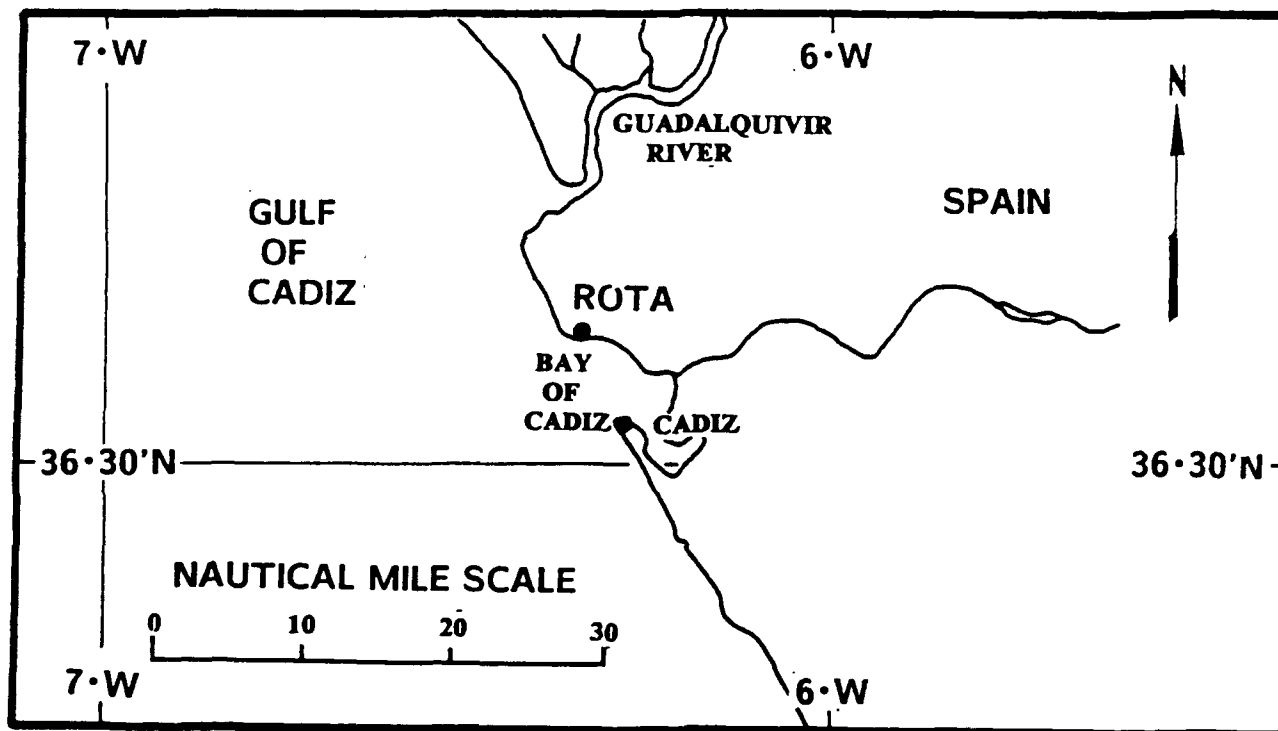 7·W
6·W
N
GUADALQUIVIR
RIVER
GULF
OF
CADIZ
SPAIN
ROTA
BAY
OF
CADIZ
CADIZ
36·30'N
36·30'N
NAUTICAL MILE SCALE
0 10 20 30
7·W
6·W